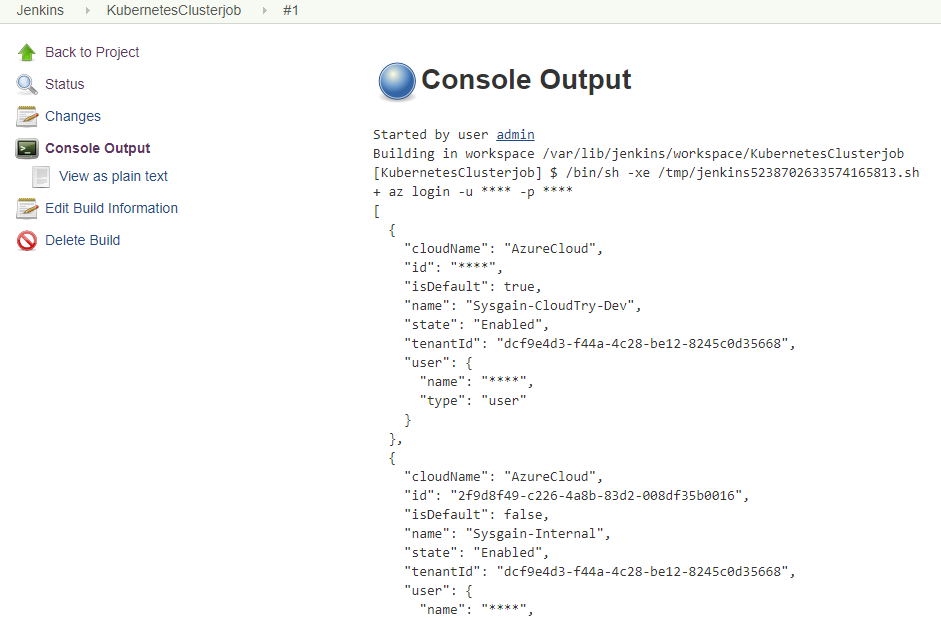 Jenkins KubernetesClusterjob #1
Back to Project
Status
Changes
Console Output
View as plain text
Edit Build Information
Delete Build
Console Output
Started by user admin
Building in workspace /var/lib/jenkins/workspace/KubernetesClusterjob
[KubernetesClusterjob] $ /bin/sh -xe /tmp/jenkins5238702633574165813.sh
+ az login -u **** -p ****
[
  {
    "cloudName": "AzureCloud",
    "id": "****",
    "isDefault": true,
    "name": "Sysgain-CloudTry-Dev",
    "state": "Enabled",
    "tenantId": "dcf9e4d3-f44a-4c28-be12-8245c0d35668",
    "user": {
      "name": "****",
      "type": "user"
    }
  },
  {
    "cloudName": "AzureCloud",
    "id": "2f9d8f49-c226-4a8b-83d2-008df35b0016",
    "isDefault": false,
    "name": "Sysgain-Internal",
    "state": "Enabled",
    "tenantId": "dcf9e4d3-f44a-4c28-be12-8245c0d35668",
    "user": {
      "name": "****",